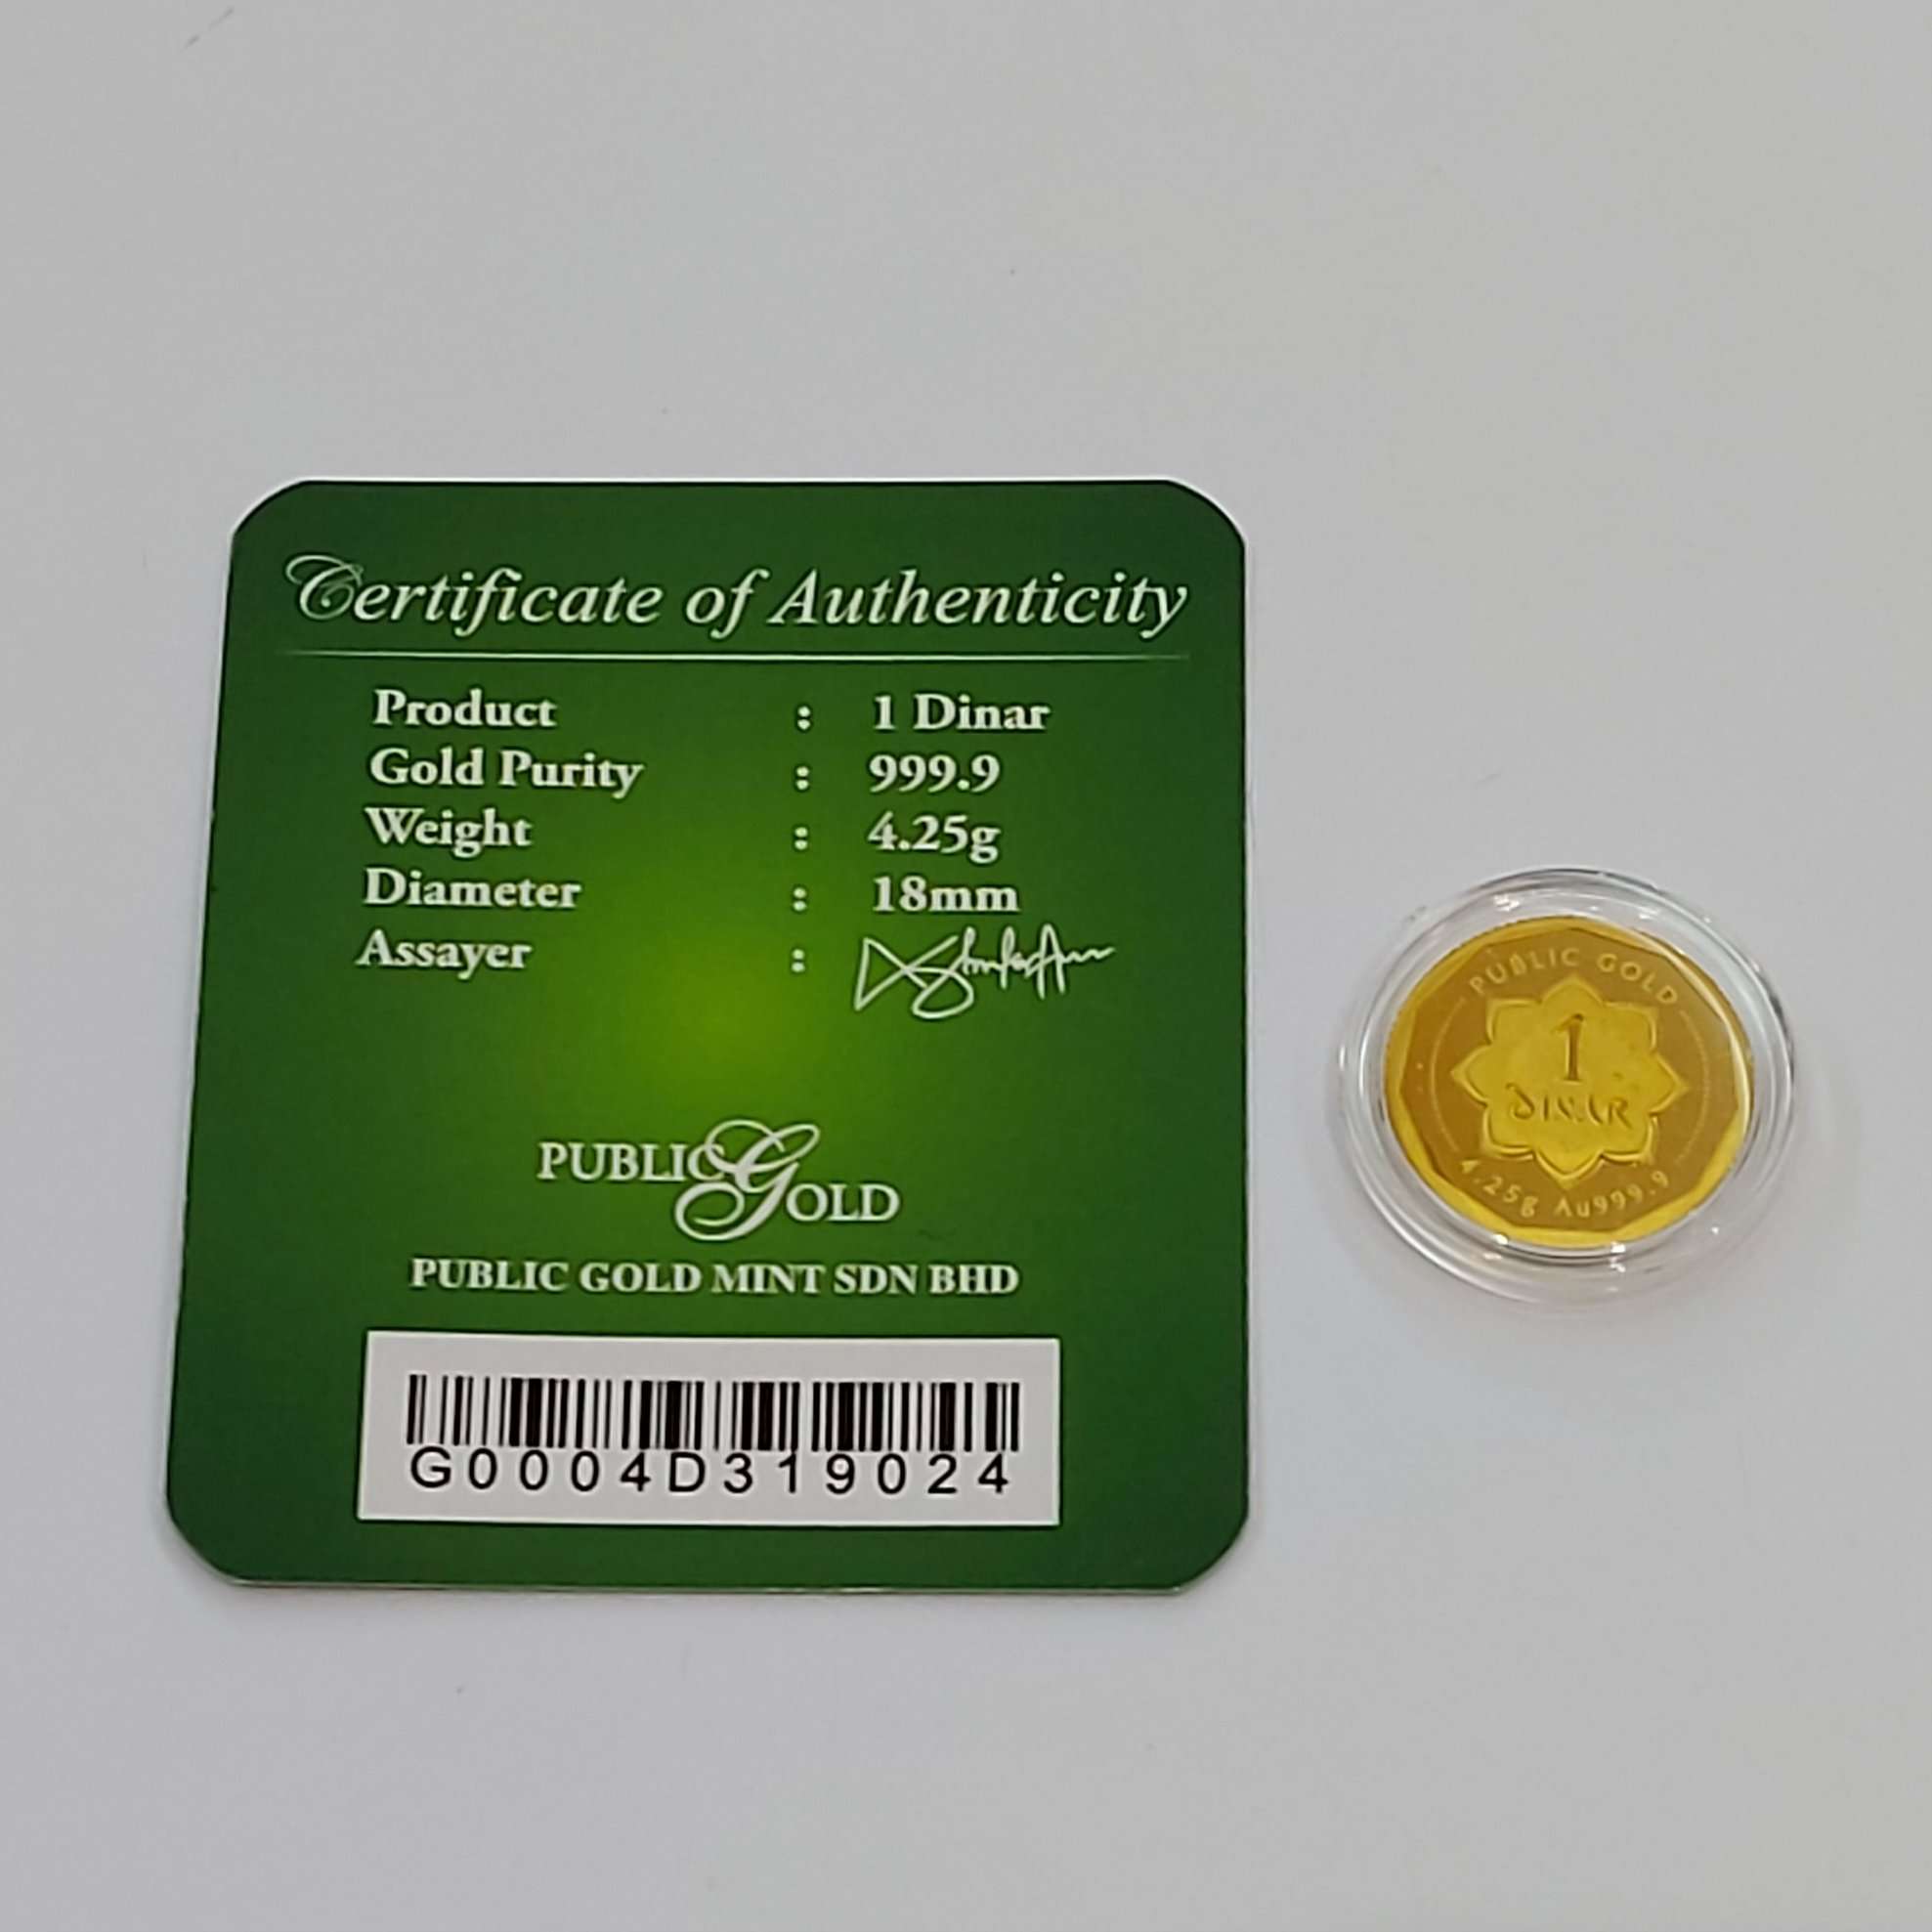 Certificate of Authenticity
Product : 1 Dinar
Gold Purity : 999.9
Weight : 4.25g
Diameter : 18mm
Assayer :
PUBLIC GOLD
PUBLIC GOLD MINT SDN BHD
G0004D319024
PUBLIC GOLD
1
DINAR
4.25g Au999.9